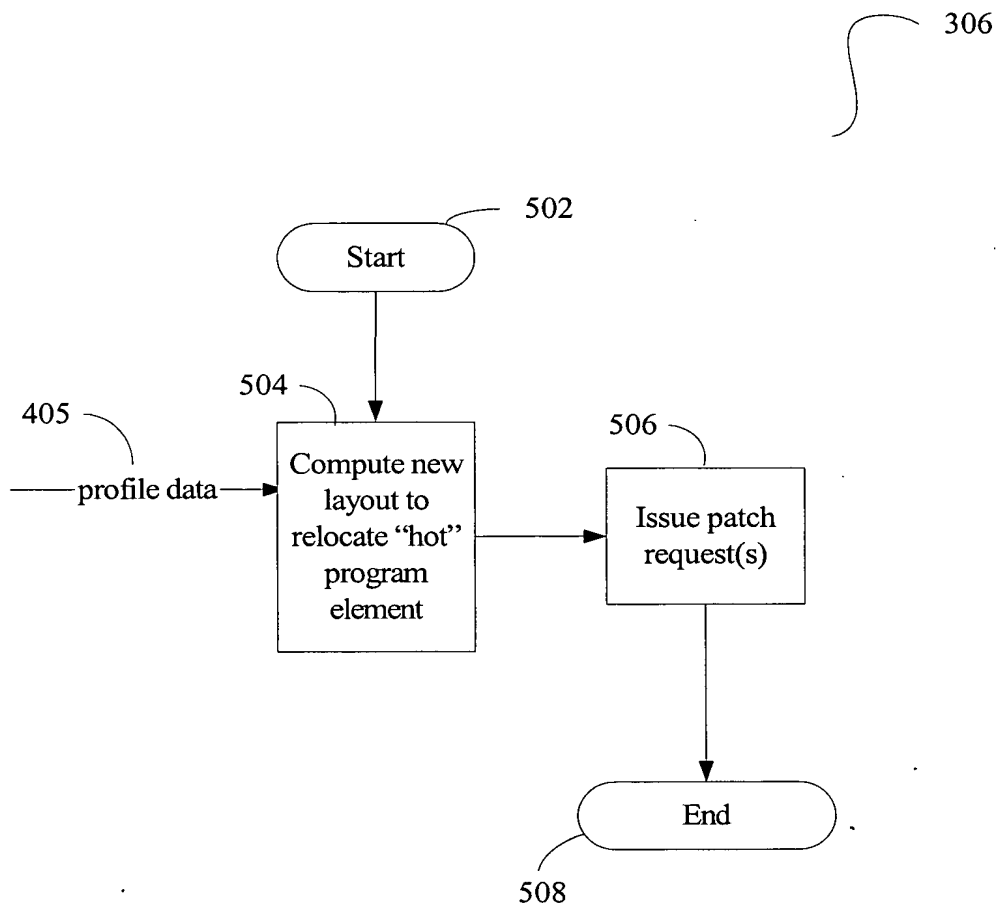 306
502
Start
504
405
506
Compute new
layout to
relocate “hot”
program
element
profile data
Issue patch
request(s)
End
508